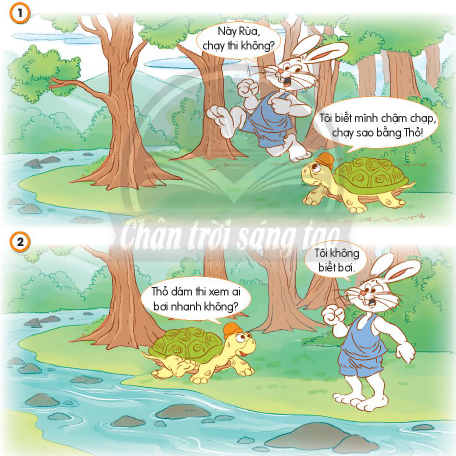 1
Này Rùa,
chạy thi không?
Tôi biết mình chậm chạp,
chạy sao bằng Thỏ!
Chân trời sáng tạo
2
Thỏ dám thi xem ai
bơi nhanh không?
Tôi không
biết bơi.